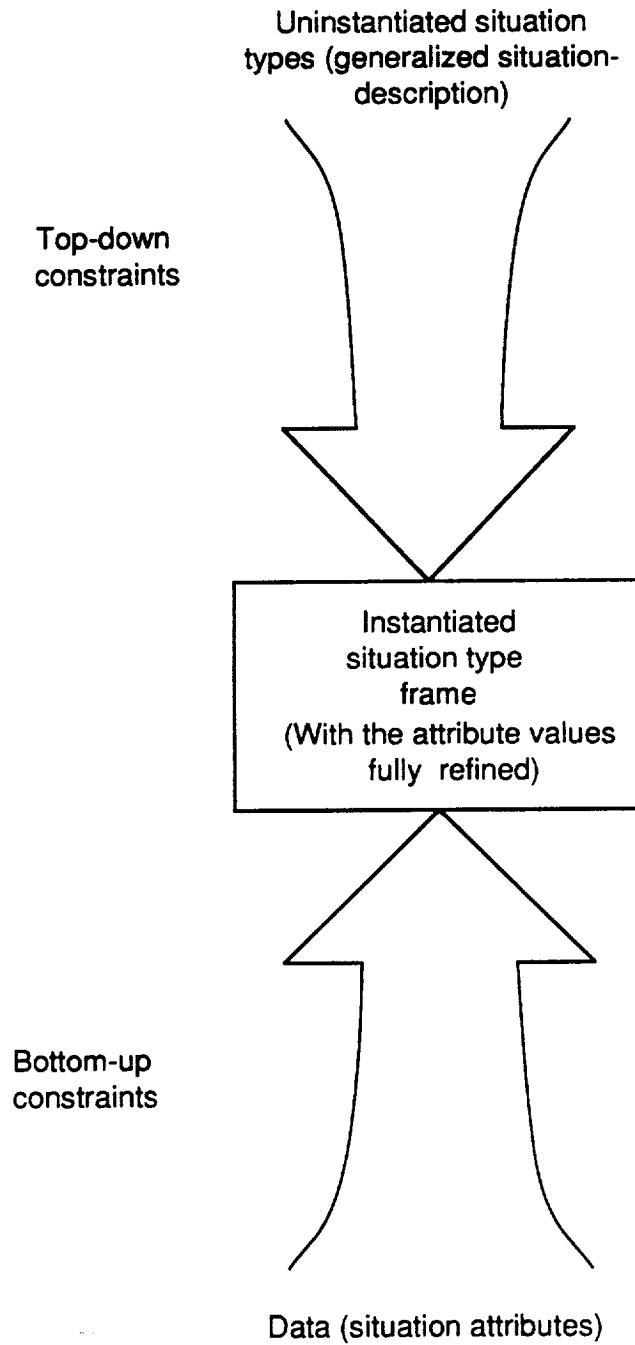 Uninstantiated situation
types (generalized situation-
description)
Top-down
constraints
Instantiated
situation type
frame
(With the attribute values
fully refined)
Bottom-up
constraints
Data (situation attributes)